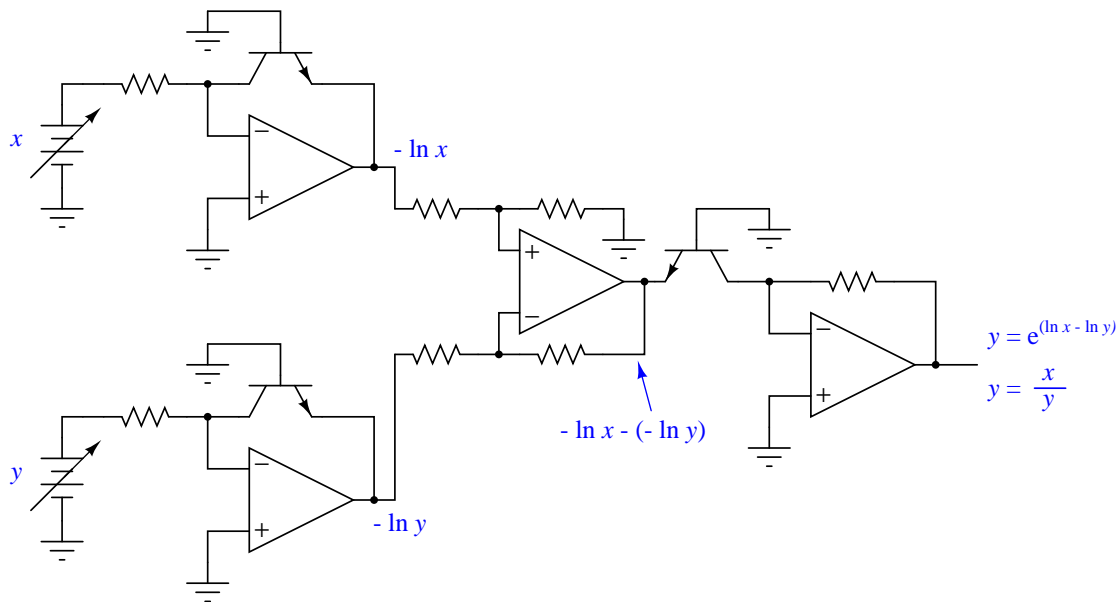 x
−
+
- ln x
+
−
y = e^(ln x - ln y)
−
+
y = x/y
- ln x - (- ln y)
y
−
+
- ln y